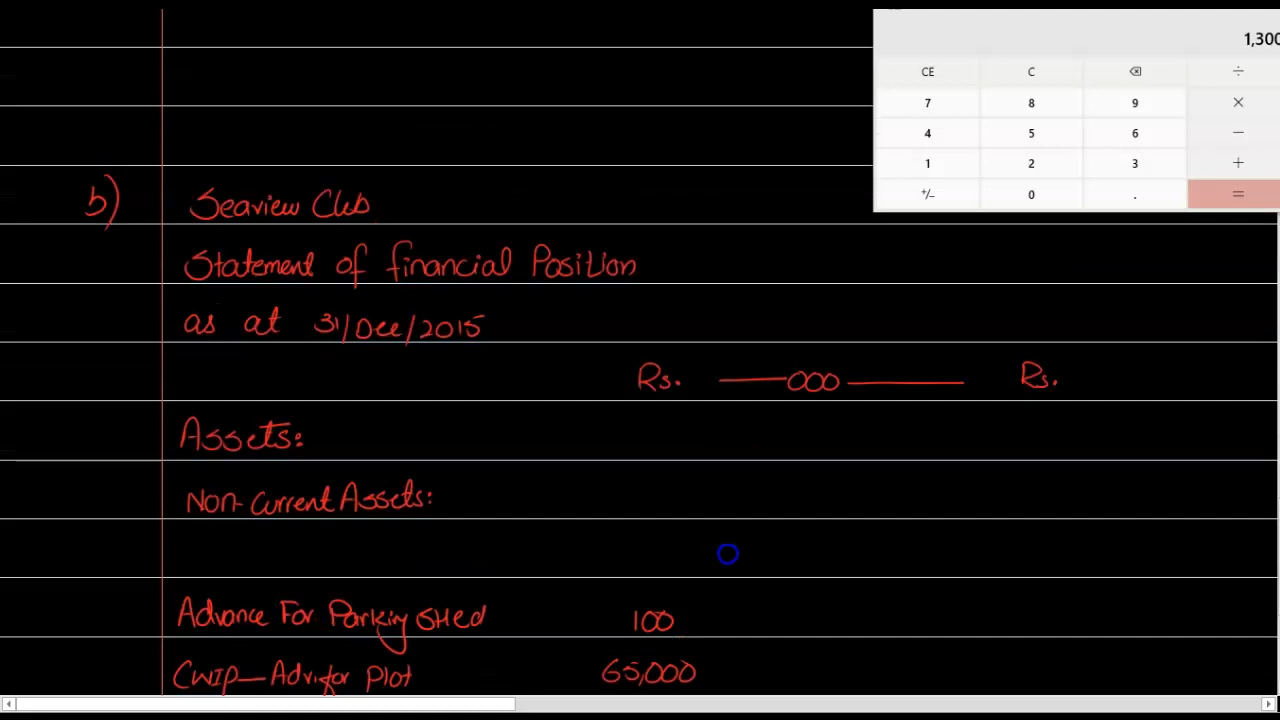 1,300
CE C ⌫ ÷
7 8 9 ×
4 5 6 −
1 2 3 +
+/− 0 . =
b) Seaview Club
Statement of financial Position
as at 31/Dec/2015
Rs. ——000—— Rs.
Assets:
Non-Current Assets:
Advance For Parking SHed 100
CWIP—Adv.for Plot 65,000